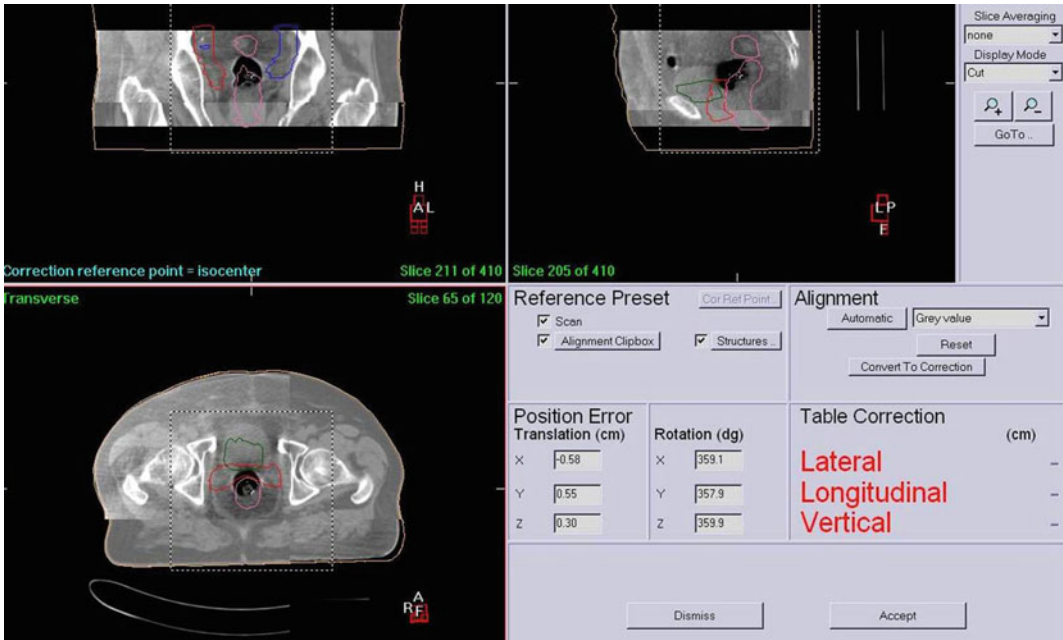 Slice Averaging
none
Display Mode
Cut
GoTo ..
H
A L
L P
F
Correction reference point = isocenter
Slice 211 of 410
Slice 205 of 410
Transverse
Slice 65 of 120
A
R F
Reference Preset
Cor Ref Point ..
Scan
Alignment Clipbox
Structures ..
Alignment
Automatic
Grey value
Reset
Convert To Correction
Position Error
Translation (cm)
Rotation (dg)
X -0.58 X 359.1
Y 0.55 Y 357.9
Z 0.30 Z 359.9
Table Correction
(cm)
Lateral –
Longitudinal –
Vertical –
Dismiss
Accept